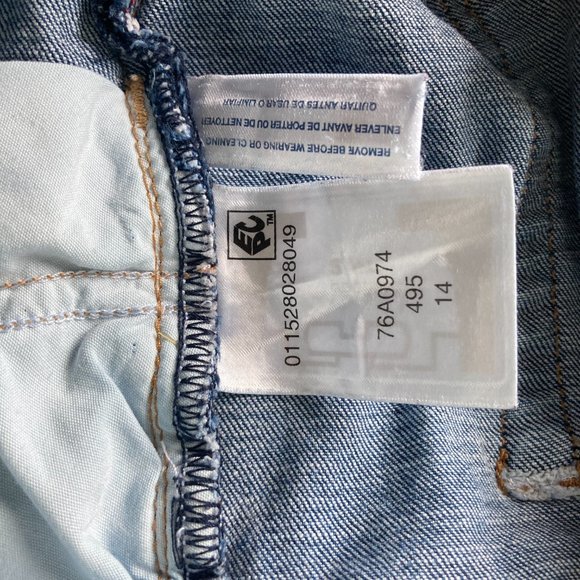 REMOVE BEFORE WEARING OR CLEANING
ENLEVER AVANT DE PORTER OU DE NETTOYER
QUITAR ANTES DE USAR O LIMPIAR
EPC™
011528028049
76A0974
495
14